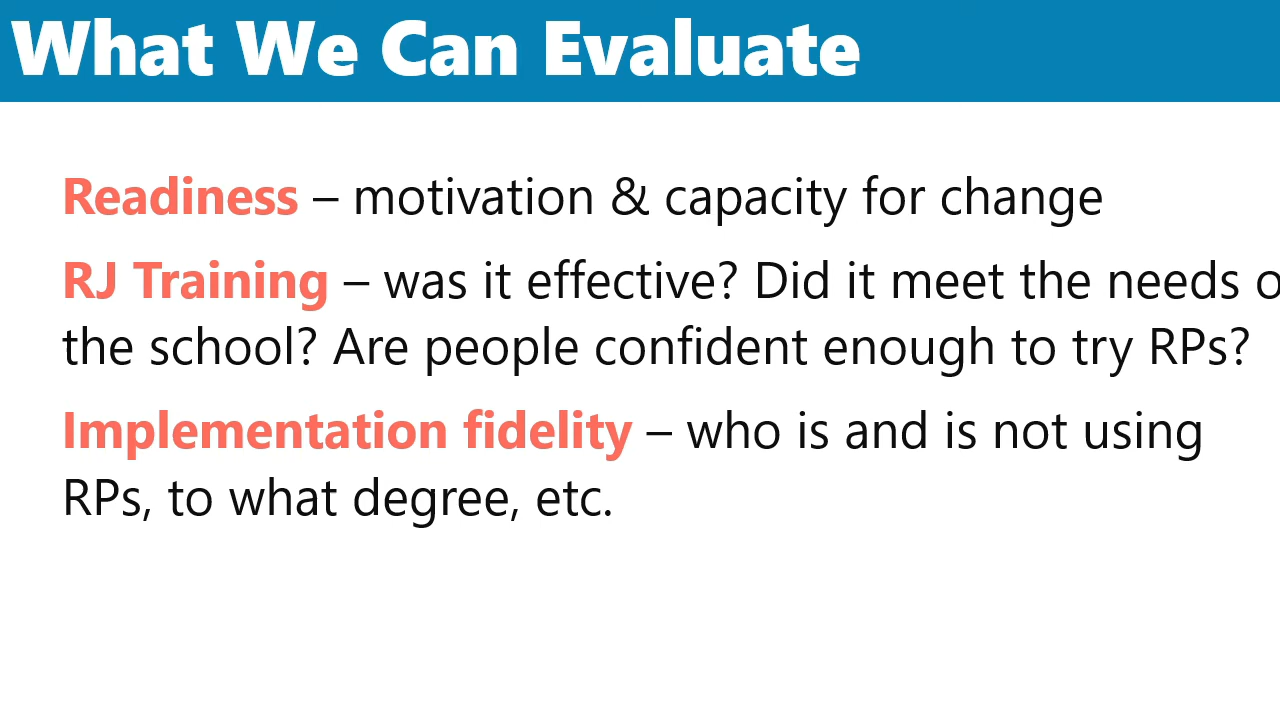 What We Can Evaluate
Readiness – motivation & capacity for change
RJ Training – was it effective? Did it meet the needs
the school? Are people confident enough to try RPs?
Implementation fidelity – who is and is not using
RPs, to what degree, etc.